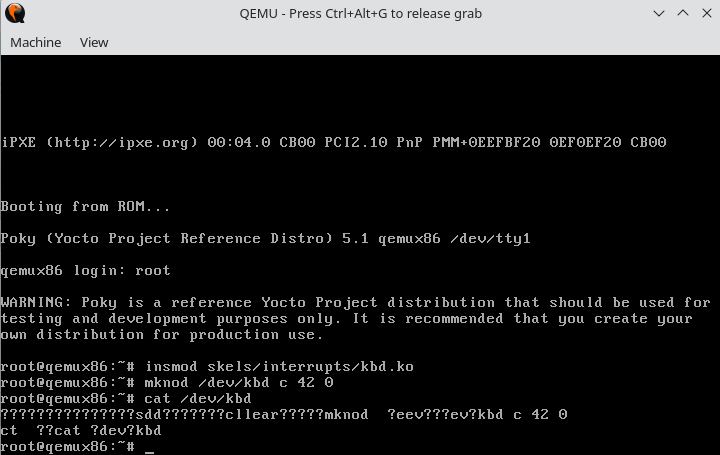 QEMU - Press Ctrl+Alt+G to release grab
Machine View
iPXE (http://ipxe.org) 00:04.0 CB00 PCI2.10 PnP PMM+0EEFBF20 0EF0EF20 CB00
Booting from ROM...
Poky (Yocto Project Reference Distro) 5.1 qemux86 /dev/tty1
qemux86 login: root
WARNING: Poky is a reference Yocto Project distribution that should be used for
testing and development purposes only. It is recommended that you create your
own distribution for production use.
root@qemux86:~# insmod skels/interrupts/kbd.ko
root@qemux86:~# mknod /dev/kbd c 42 0
root@qemux86:~# cat /dev/kbd
???????????????sdd???????cllear?????mknod  ?eev???ev?kbd c 42 0
ct  ??cat ?dev?kbd
root@qemux86:~# _